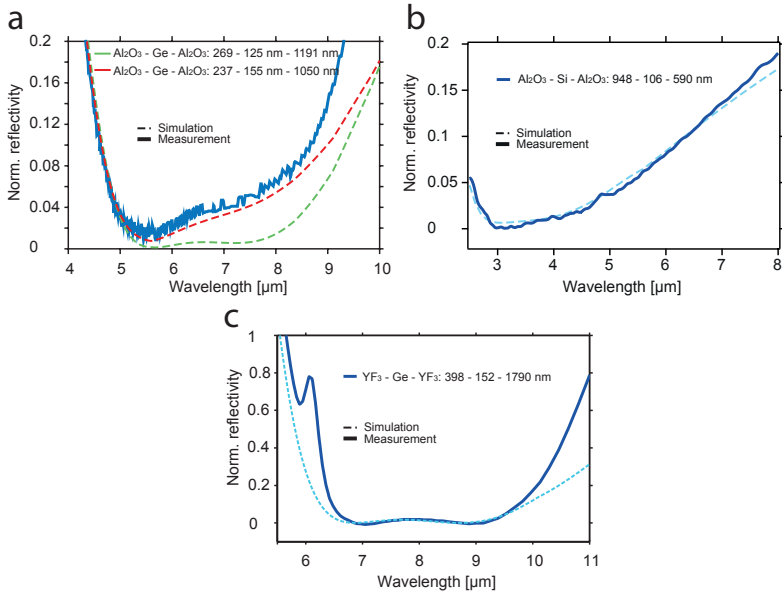 a
Al₂O₃ - Ge - Al₂O₃: 269 - 125 nm - 1191 nm
Al₂O₃ - Ge - Al₂O₃: 237 - 155 nm - 1050 nm
Simulation
Measurement
Norm. reflectivity
0.2
0.16
0.12
0.08
0.04
0
4 5 6 7 8 9 10
Wavelength [µm]
b
Al₂O₃ - Si - Al₂O₃: 948 - 106 - 590 nm
Simulation
Measurement
Norm. reflectivity
0.2
0.15
0.10
0.05
0
3 4 5 6 7 8
Wavelength [µm]
c
YF₃ - Ge - YF₃: 398 - 152 - 1790 nm
Simulation
Measurement
Norm. reflectivity
1
0.8
0.6
0.4
0.2
0
6 7 8 9 10 11
Wavelength [µm]